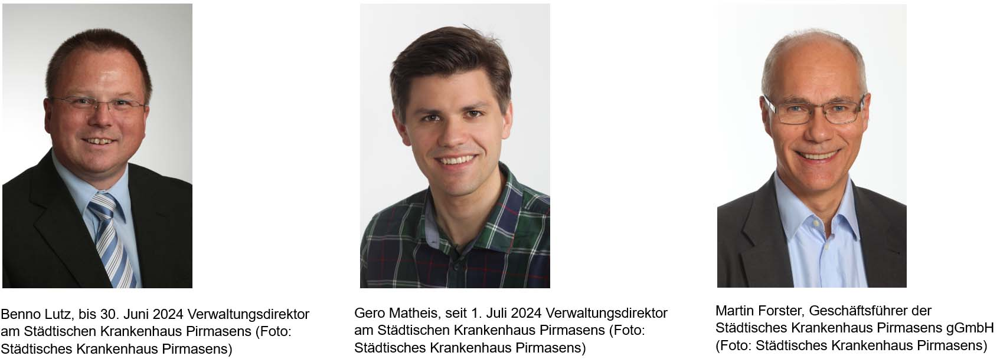 Benno Lutz, bis 30. Juni 2024 Verwaltungsdirektor
am Städtischen Krankenhaus Pirmasens (Foto:
Städtisches Krankenhaus Pirmasens)
Gero Matheis, seit 1. Juli 2024 Verwaltungsdirektor
am Städtischen Krankenhaus Pirmasens (Foto:
Städtisches Krankenhaus Pirmasens)
Martin Forster, Geschäftsführer der
Städtisches Krankenhaus Pirmasens gGmbH
(Foto: Städtisches Krankenhaus Pirmasens)